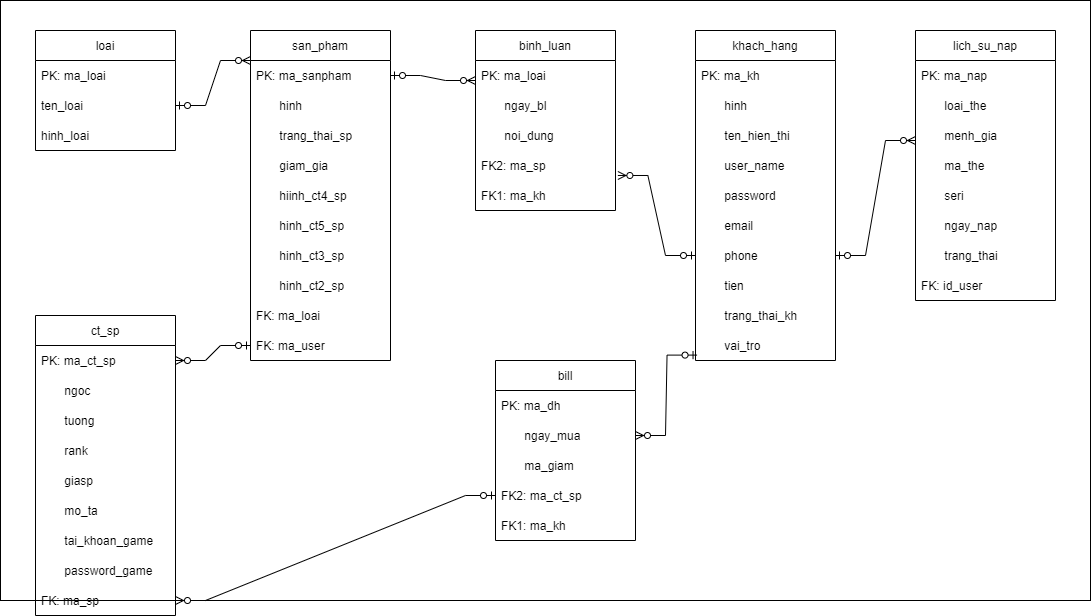 loai
PK: ma_loai
ten_loai
hinh_loai
san_pham
PK: ma_sanpham
hinh
trang_thai_sp
giam_gia
hiinh_ct4_sp
hinh_ct5_sp
hinh_ct3_sp
hinh_ct2_sp
FK: ma_loai
FK: ma_user
binh_luan
PK: ma_loai
ngay_bl
noi_dung
FK2: ma_sp
FK1: ma_kh
khach_hang
PK: ma_kh
hinh
ten_hien_thi
user_name
password
email
phone
tien
trang_thai_kh
vai_tro
lich_su_nap
PK: ma_nap
loai_the
menh_gia
ma_the
seri
ngay_nap
trang_thai
FK: id_user
ct_sp
PK: ma_ct_sp
ngoc
tuong
rank
giasp
mo_ta
tai_khoan_game
password_game
FK: ma_sp
bill
PK: ma_dh
ngay_mua
ma_giam
FK2: ma_ct_sp
FK1: ma_kh